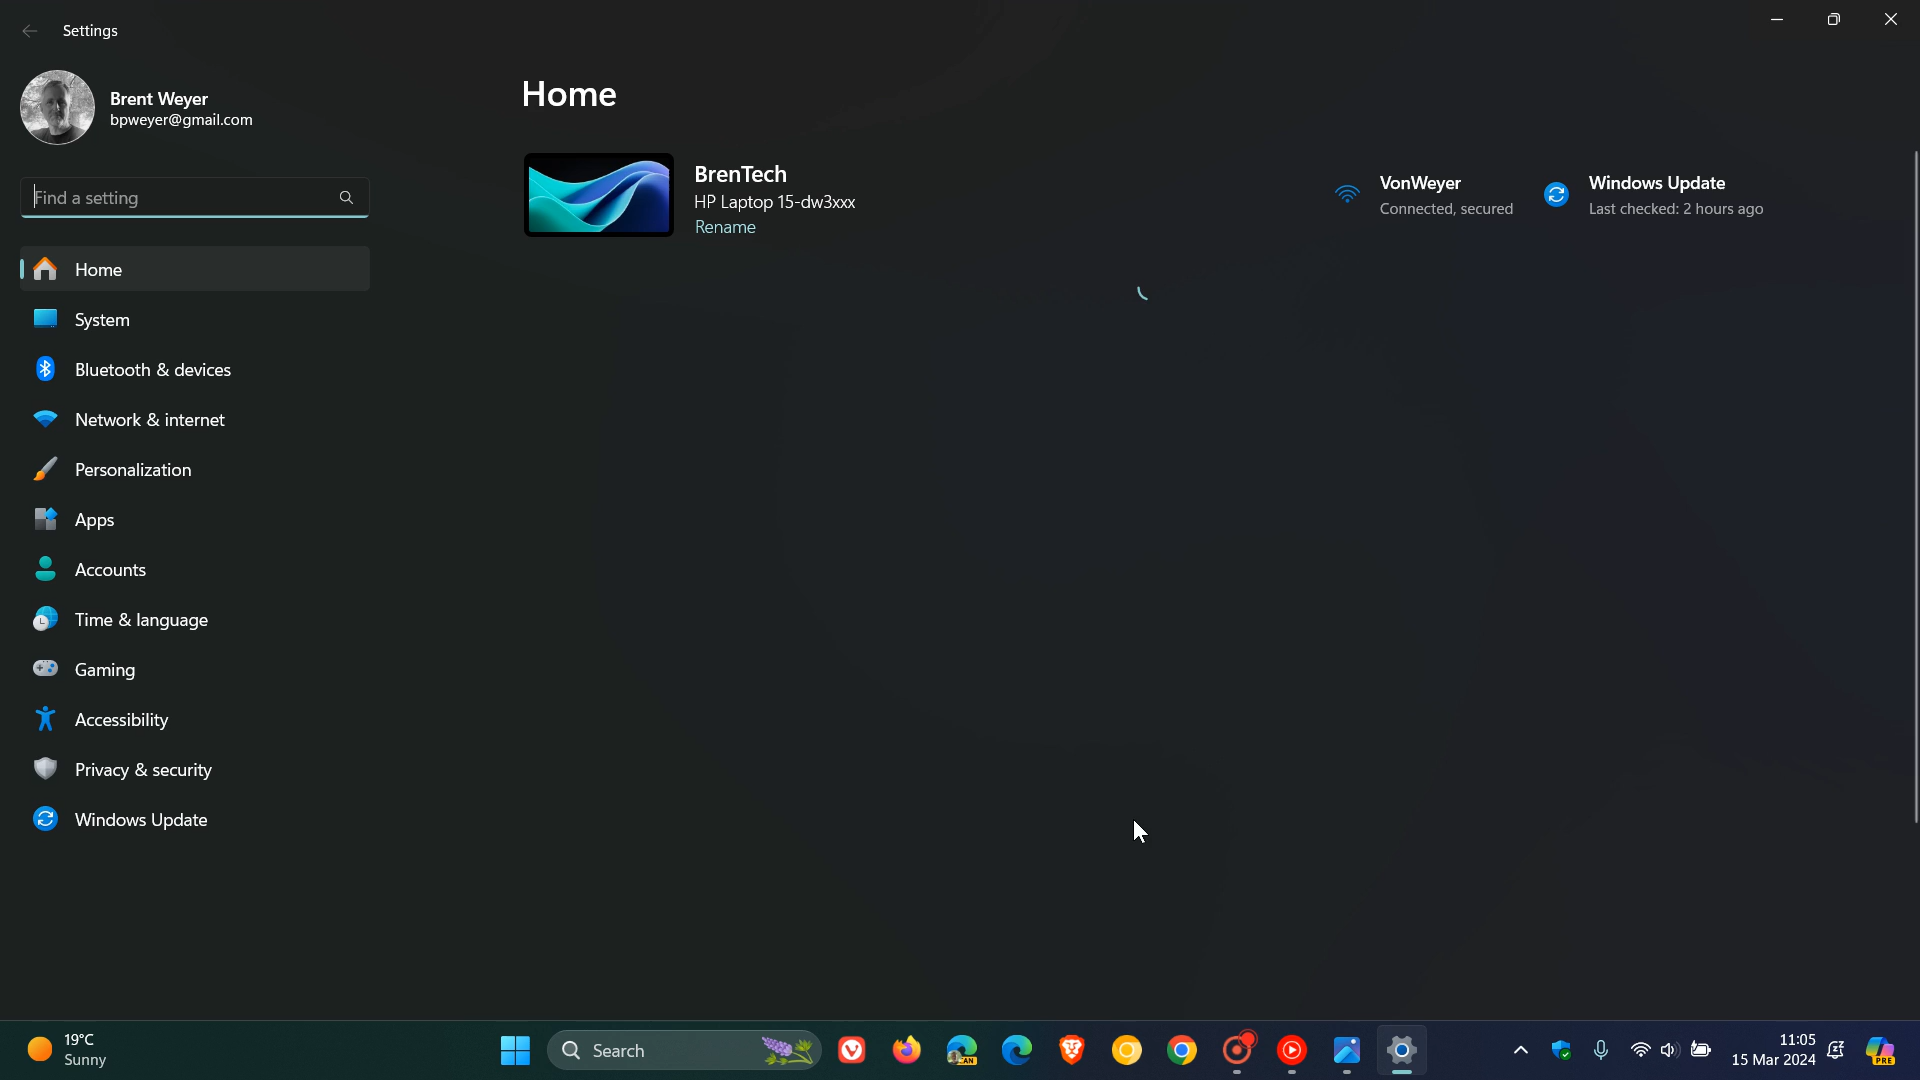 Settings
Brent Weyer
bpweyer@gmail.com
Find a setting
Home
System
Bluetooth & devices
Network & internet
Personalization
Apps
Accounts
Time & language
Gaming
Accessibility
Privacy & security
Windows Update
Home
BrenTech
HP Laptop 15-dw3xxx
Rename
VonWeyer
Connected, secured
Windows Update
Last checked: 2 hours ago
19°C
Sunny
Search
CAN
11:05
15 Mar 2024
PRE